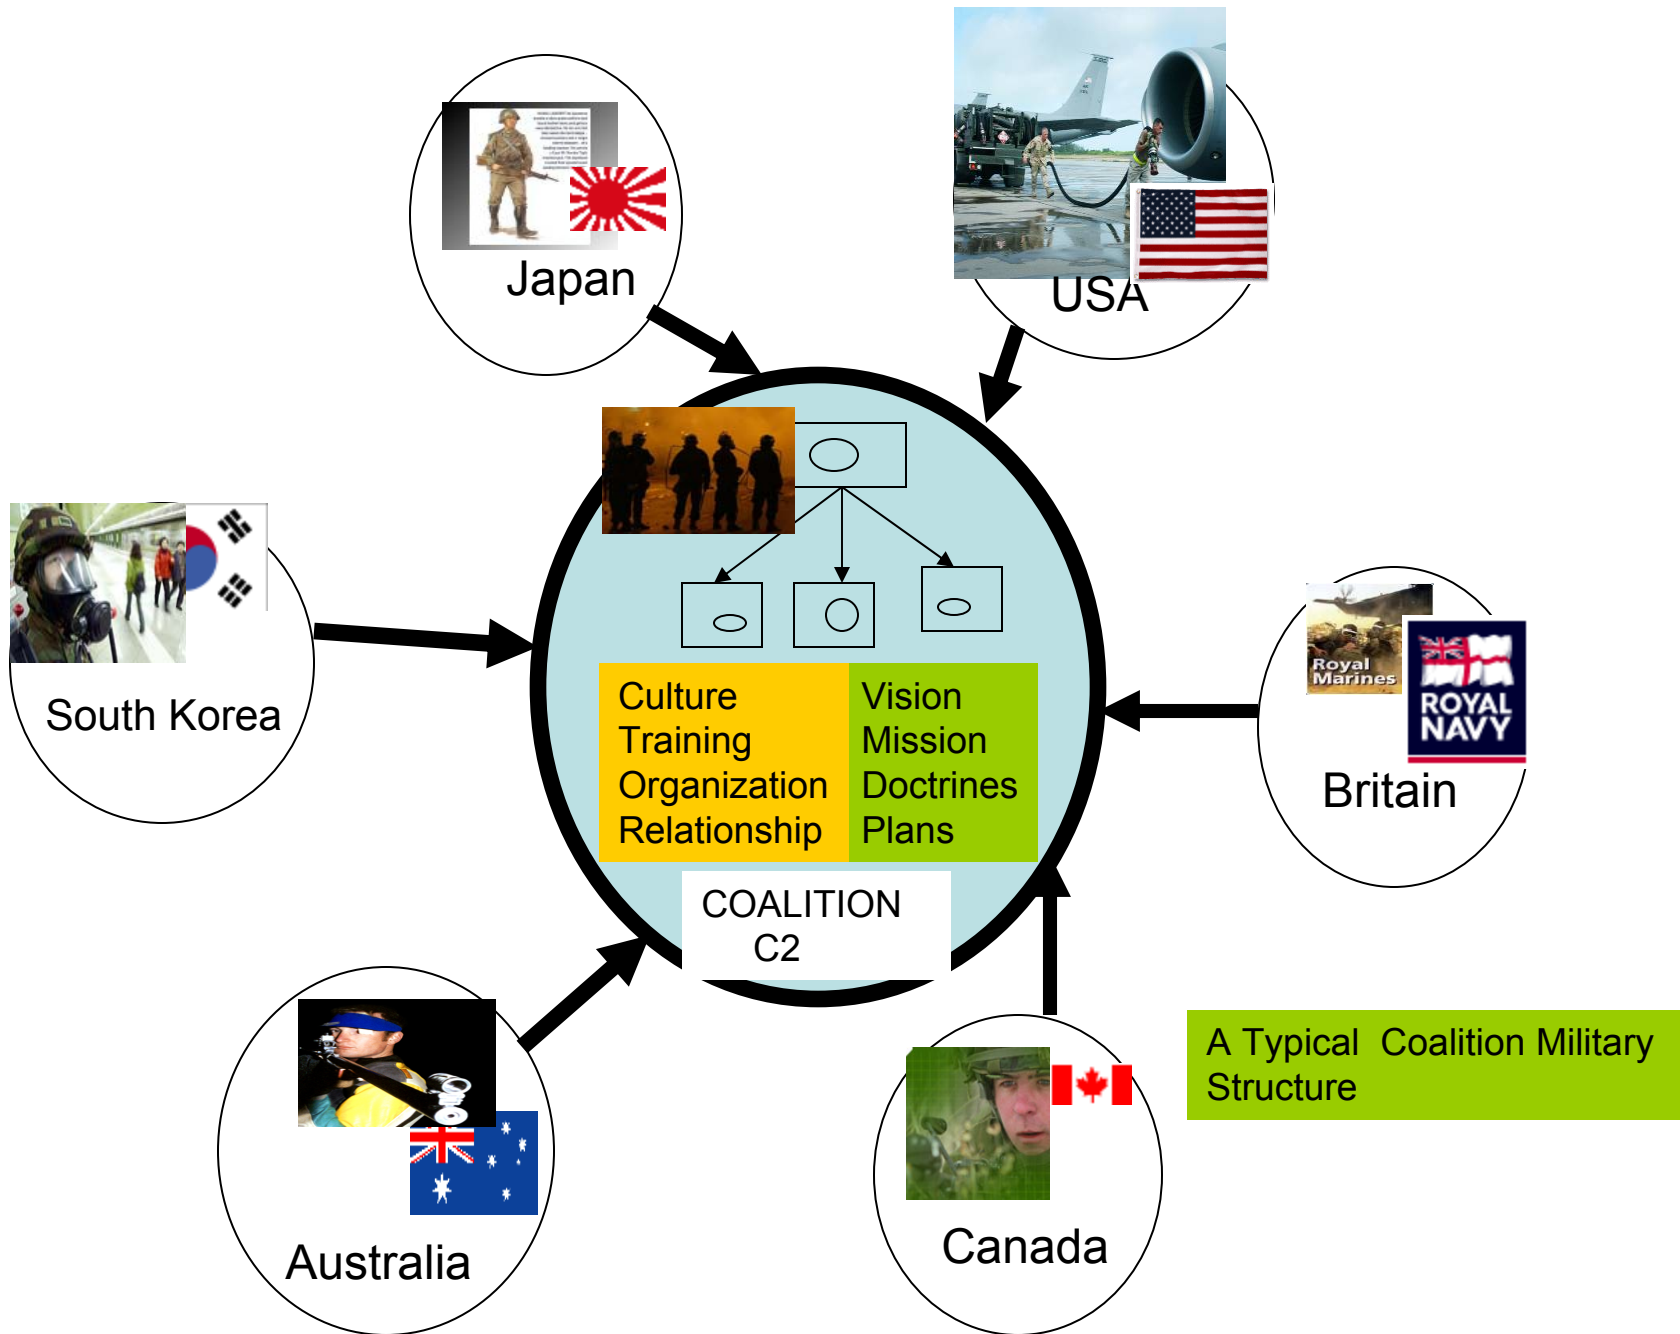 Japan
USA
South Korea
Royal
Marines
ROYAL
NAVY
Britain
Culture
Training
Organization
Relationship
Vision
Mission
Doctrines
Plans
COALITION
C2
Australia
Canada
A Typical Coalition Military
Structure